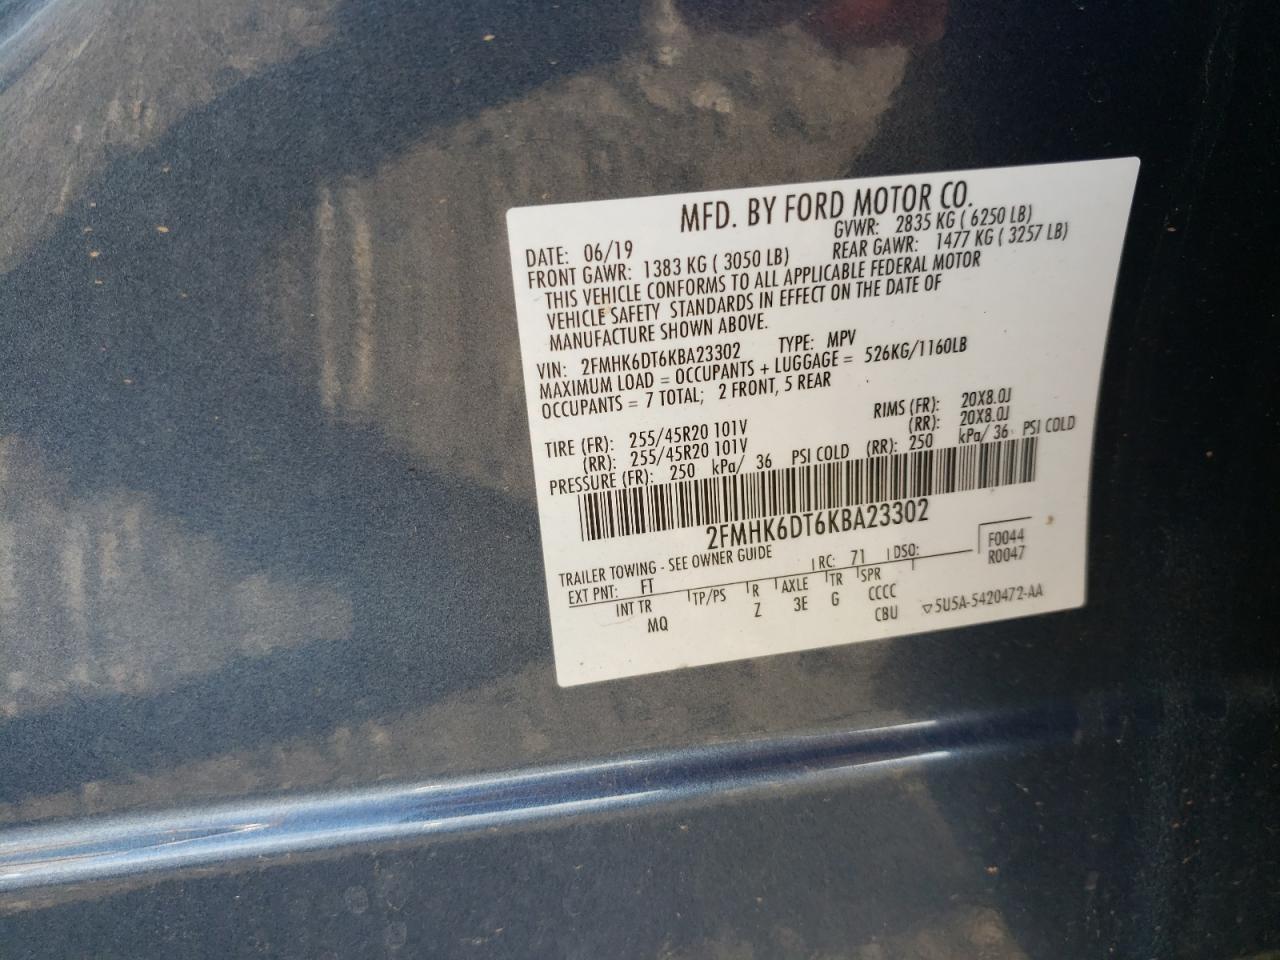 MFD. BY FORD MOTOR CO.
DATE: 06/19 GVWR: 2835 KG ( 6250 LB)
FRONT GAWR: 1383 KG ( 3050 LB) REAR GAWR: 1477 KG ( 3257 LB)
THIS VEHICLE CONFORMS TO ALL APPLICABLE FEDERAL MOTOR
VEHICLE SAFETY STANDARDS IN EFFECT ON THE DATE OF
MANUFACTURE SHOWN ABOVE.
VIN: 2FMHK6DT6KBA23302 TYPE: MPV
MAXIMUM LOAD = OCCUPANTS + LUGGAGE = 526KG/1160LB
OCCUPANTS = 7 TOTAL; 2 FRONT, 5 REAR
TIRE (FR): 255/45R20 101V RIMS (FR): 20X8.0J
(RR): 255/45R20 101V (RR): 20X8.0J
PRESSURE (FR): 250 kPa/ 36 PSI COLD (RR): 250 kPa/ 36 PSI COLD
2FMHK6DT6KBA23302
TRAILER TOWING - SEE OWNER GUIDE
EXT PNT: FT RC: 71 DSO: F0044
R0047
INT TR TP/PS R AXLE TR SPR
MQ Z 3E G CCCC
CBU ▽5U5A-5420472-AA